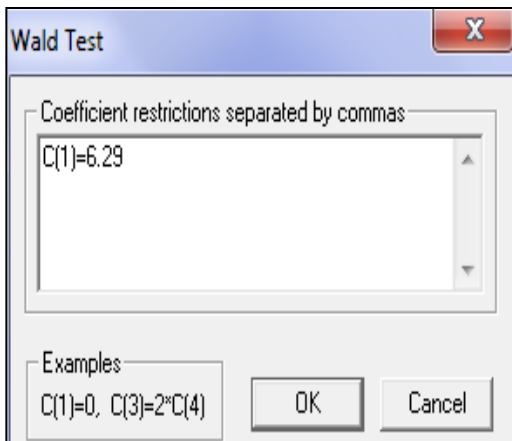 Wald Test
X
Coefficient restrictions separated by commas
C(1)=6.29
Examples
C(1)=0, C(3)=2*C(4)
OK
Cancel